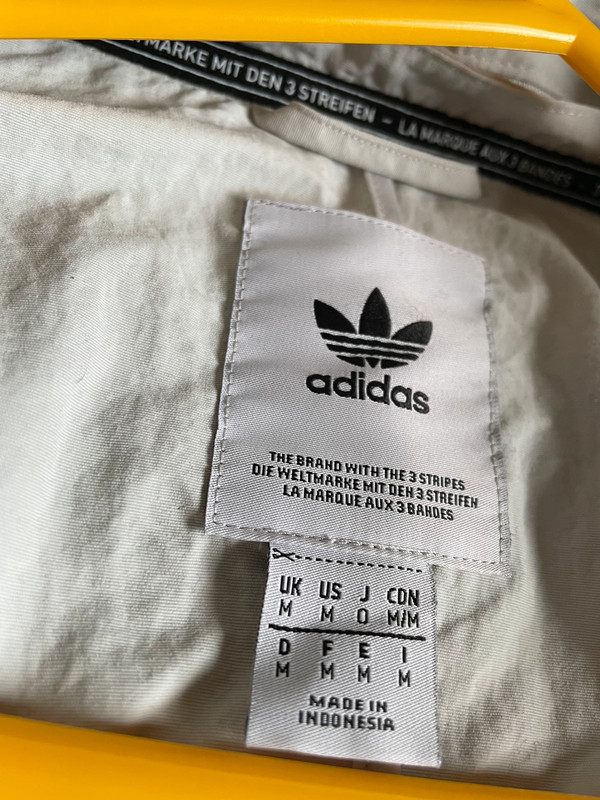 MARKE MIT DEN 3 STREIFEN – LA MARQUE AUX 3 BANDES –
adidas
THE BRAND WITH THE 3 STRIPES
DIE WELTMARKE MIT DEN 3 STREIFEN
LA MARQUE AUX 3 BANDES
UK US J CDN
M M O M/M
D F E I
M M M M
MADE IN
INDONESIA